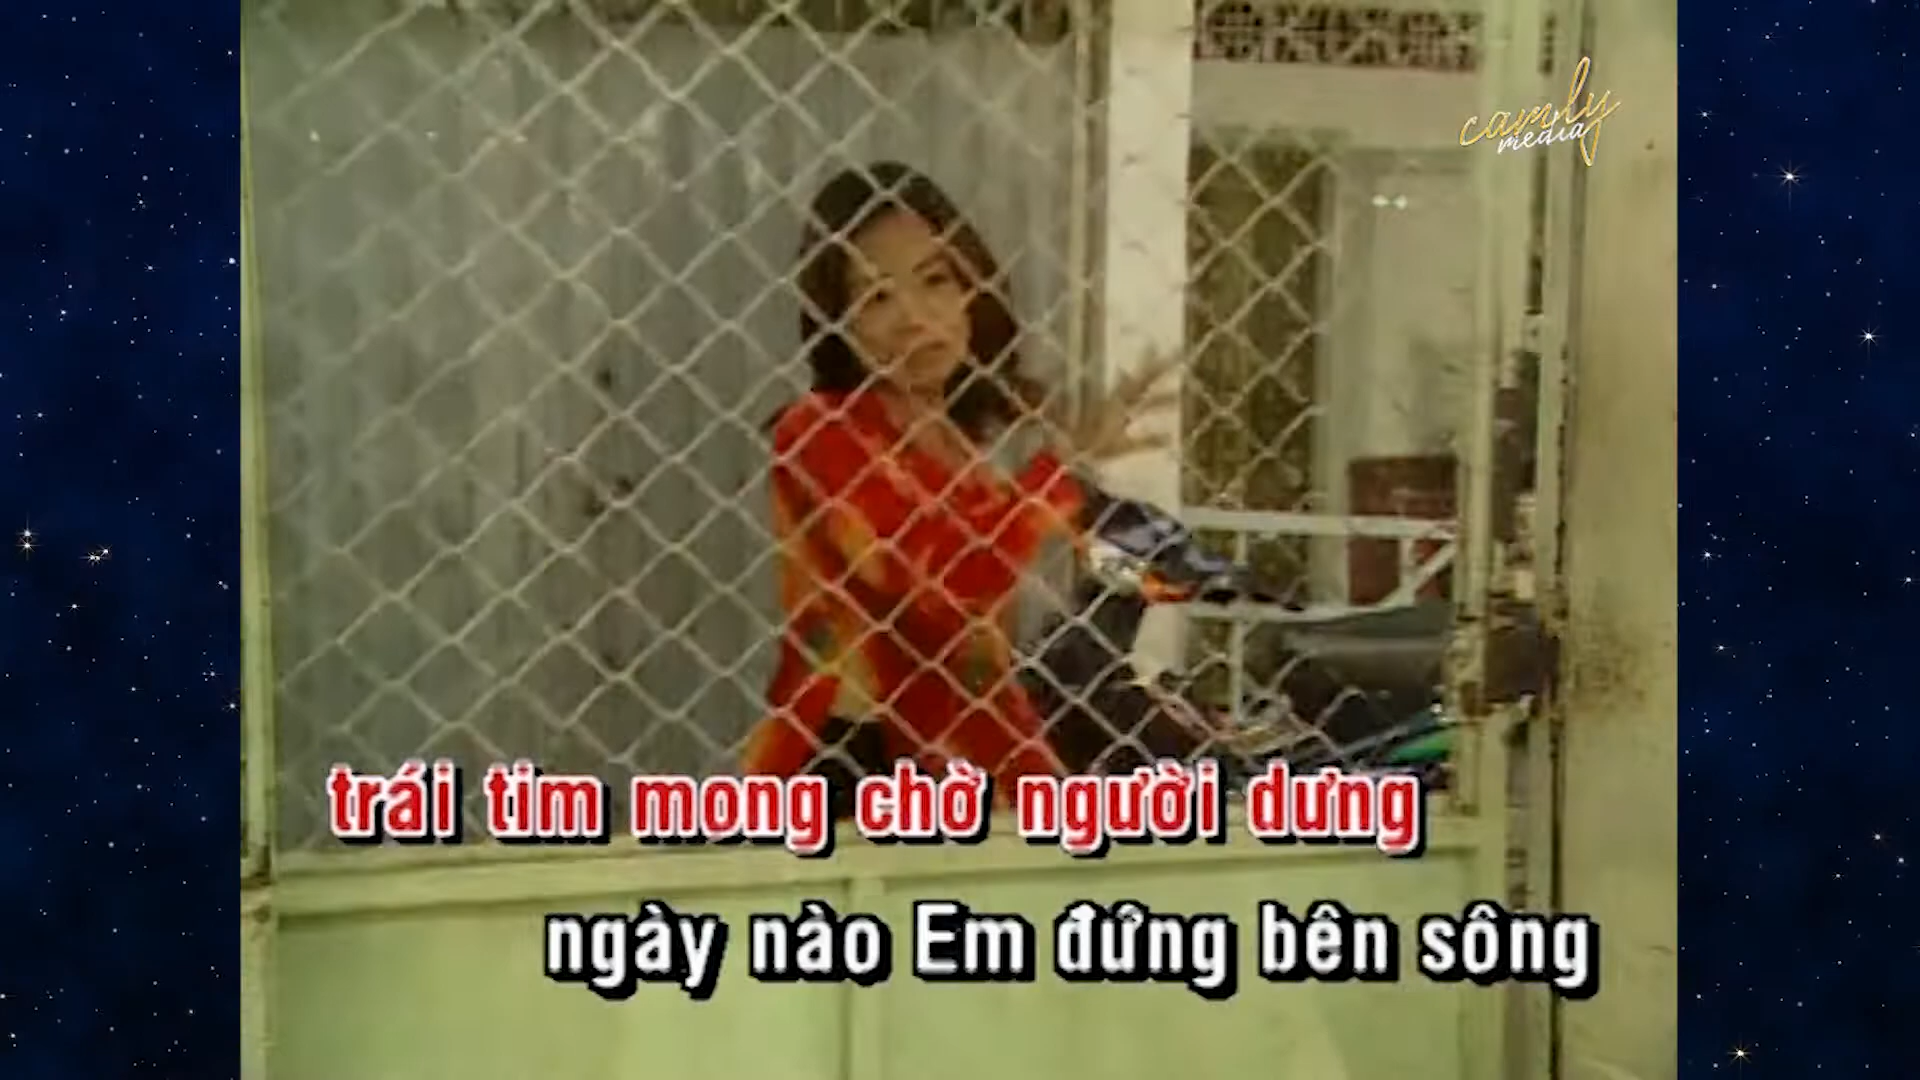 camly
media
trái tim mong chờ người dưng
ngày nào Em đứng bên sông